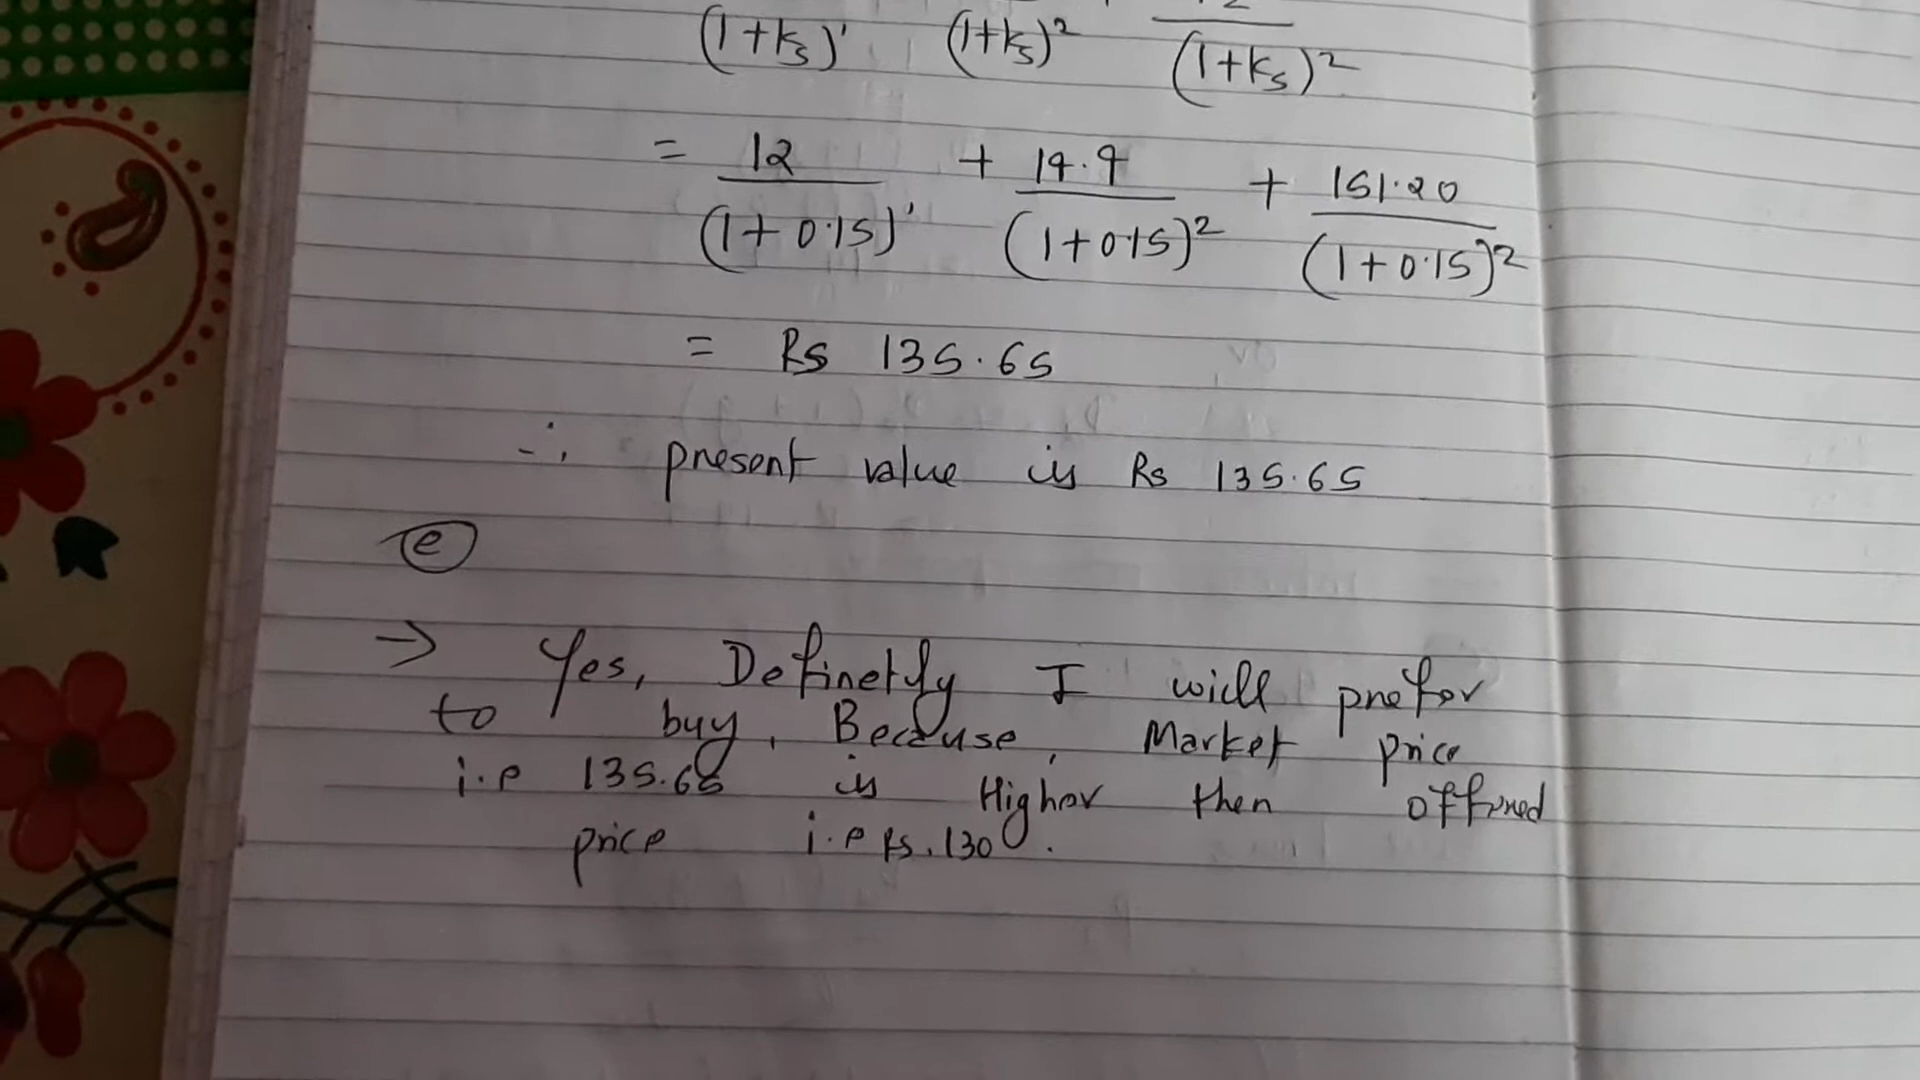 (1+ks)¹ (1+ks)² (1+ks)²
= 12 + 14.4 + 151.20
(1+0.15)¹ (1+0.15)² (1+0.15)²
= Rs 135.65
∴ present value is Rs 135.65
(e)
→ Yes, Definetly I will prefer
to buy, Because, Market price
i.e 135.65 is Higher then offered
price i.e Rs. 130.